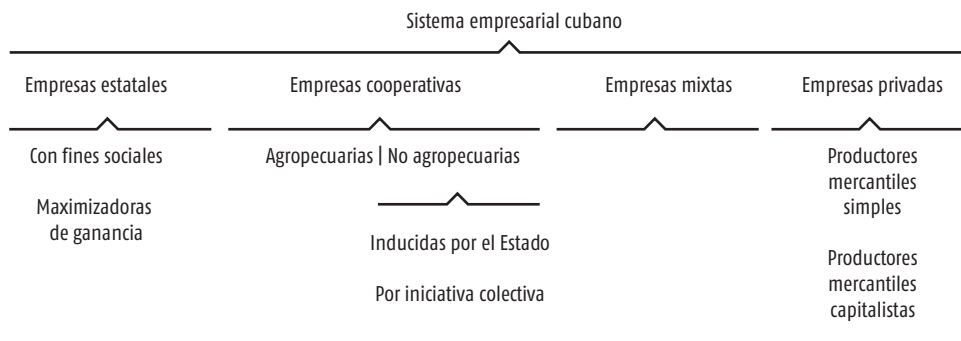 Sistema empresarial cubano
Empresas estatales
Empresas cooperativas
Empresas mixtas
Empresas privadas
Con fines sociales
Maximizadoras
de ganancia
Agropecuarias | No agropecuarias
Inducidas por el Estado
Por iniciativa colectiva
Productores
mercantiles
simples
Productores
mercantiles
capitalistas